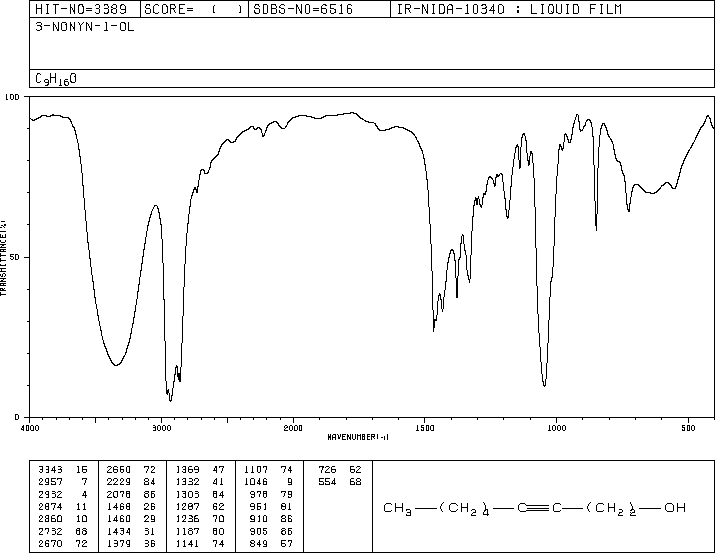 HIT-NO=3389 SCORE= ( ) SDBS-NO=6516 IR-NIDA-10340 : LIQUID FILM
3-NONYN-1-OL
C9H16O
100
50
0
TRANSMITTANCE(%)
4000 3000 2000 1500 1000 500
WAVENUMBER(-1)
3343 16 2660 72 1369 47 1107 74 726 62
2957 7 2229 84 1332 41 1046 9 554 68
2932 4 2078 86 1303 64 978 79
2874 11 1468 26 1287 62 951 81
2860 10 1460 29 1236 70 910 86
2732 68 1434 31 1187 60 905 86
2670 72 1379 36 1141 74 849 57
CH3—(CH2)4—C≡C—(CH2)2—OH